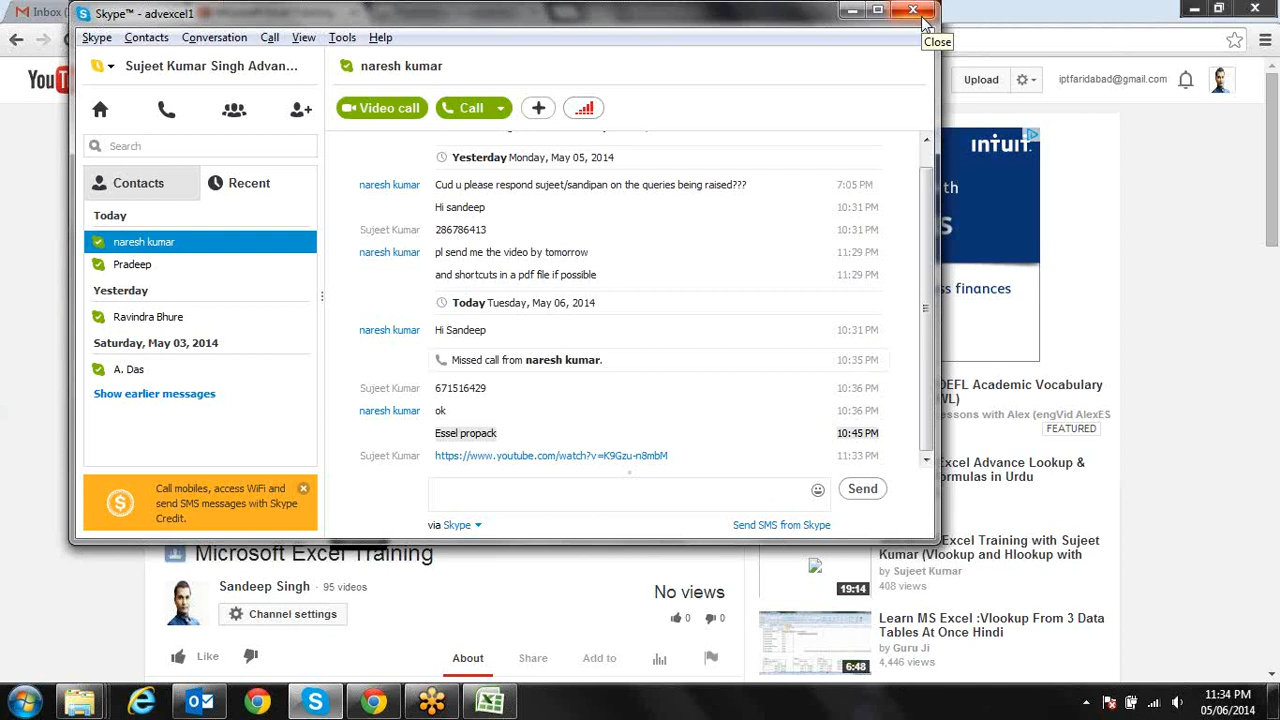 Inbox (
Skype™ - advexcel1
Close
Skype Contacts Conversation Call View Tools Help
You
Sujeet Kumar Singh Advan...
naresh kumar
Upload
iptfaridabad@gmail.com
Video call
Call
Search
Contacts
Recent
Today
naresh kumar
Pradeep
Yesterday
Ravindra Bhure
Saturday, May 03, 2014
A. Das
Show earlier messages
Call mobiles, access WiFi and
send SMS messages with Skype
Credit.
Yesterday Monday, May 05, 2014
naresh kumar Cud u please respond sujeet/sandipan on the queries being raised??? 7:05 PM
Hi sandeep 10:31 PM
Sujeet Kumar 286786413 10:31 PM
naresh kumar pl send me the video by tomorrow 11:29 PM
and shortcuts in a pdf file if possible 11:29 PM
Today Tuesday, May 06, 2014
naresh kumar Hi Sandeep 10:31 PM
Missed call from naresh kumar. 10:35 PM
Sujeet Kumar 671516429 10:36 PM
naresh kumar ok 10:36 PM
Essel propack 10:45 PM
Sujeet Kumar https://www.youtube.com/watch?v=K9Gzu-n8mbM 11:33 PM
Send
via Skype
Send SMS from Skype
intuit.
th
s
s finances
OEFL Academic Vocabulary
WL)
essons with Alex (engVid AlexES
FEATURED
Excel Advance Lookup &
ormulas in Urdu
Excel Training with Sujeet
Kumar (Vlookup and Hlookup with
by Sujeet Kumar
408 views
19:14
Learn MS Excel :Vlookup From 3 Data
Tables At Once Hindi
by Guru Ji
4,446 views
6:48
Microsoft Excel Training
Sandeep Singh · 95 videos
Channel settings
No views
0 0
Like
About Share Add to
11:34 PM
05/06/2014